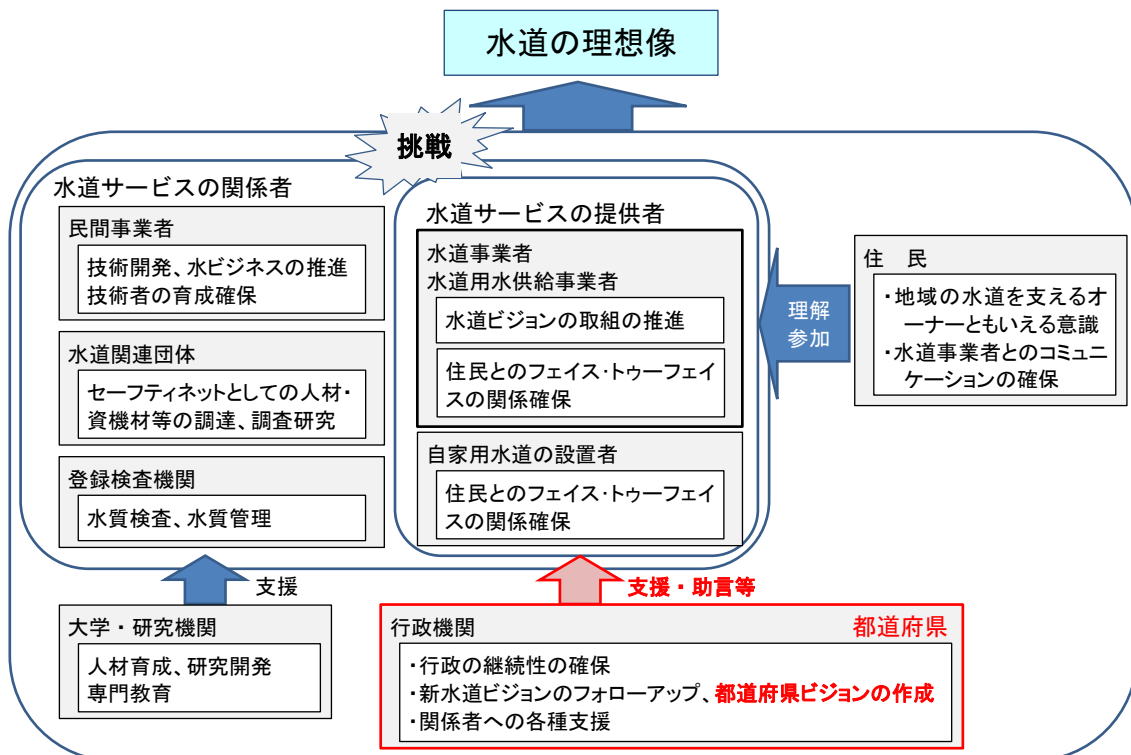 水道の理想像
挑戦
水道サービスの関係者
民間事業者
技術開発、水ビジネスの推進
技術者の育成確保
水道関連団体
セーフティネットとしての人材・
資機材等の調達、調査研究
登録検査機関
水質検査、水質管理
水道サービスの提供者
水道事業者
水道用水供給事業者
水道ビジョンの取組の推進
住民とのフェイス・トゥーフェイ
スの関係確保
自家用水道の設置者
住民とのフェイス・トゥーフェイ
スの関係確保
理解
参加
住　民
・地域の水道を支えるオ
ーナーともいえる意識
・水道事業者とのコミュニ
ケーションの確保
支援
大学・研究機関
人材育成、研究開発
専門教育
支援・助言等
行政機関
都道府県
・行政の継続性の確保
・新水道ビジョンのフォローアップ、都道府県ビジョンの作成
・関係者への各種支援